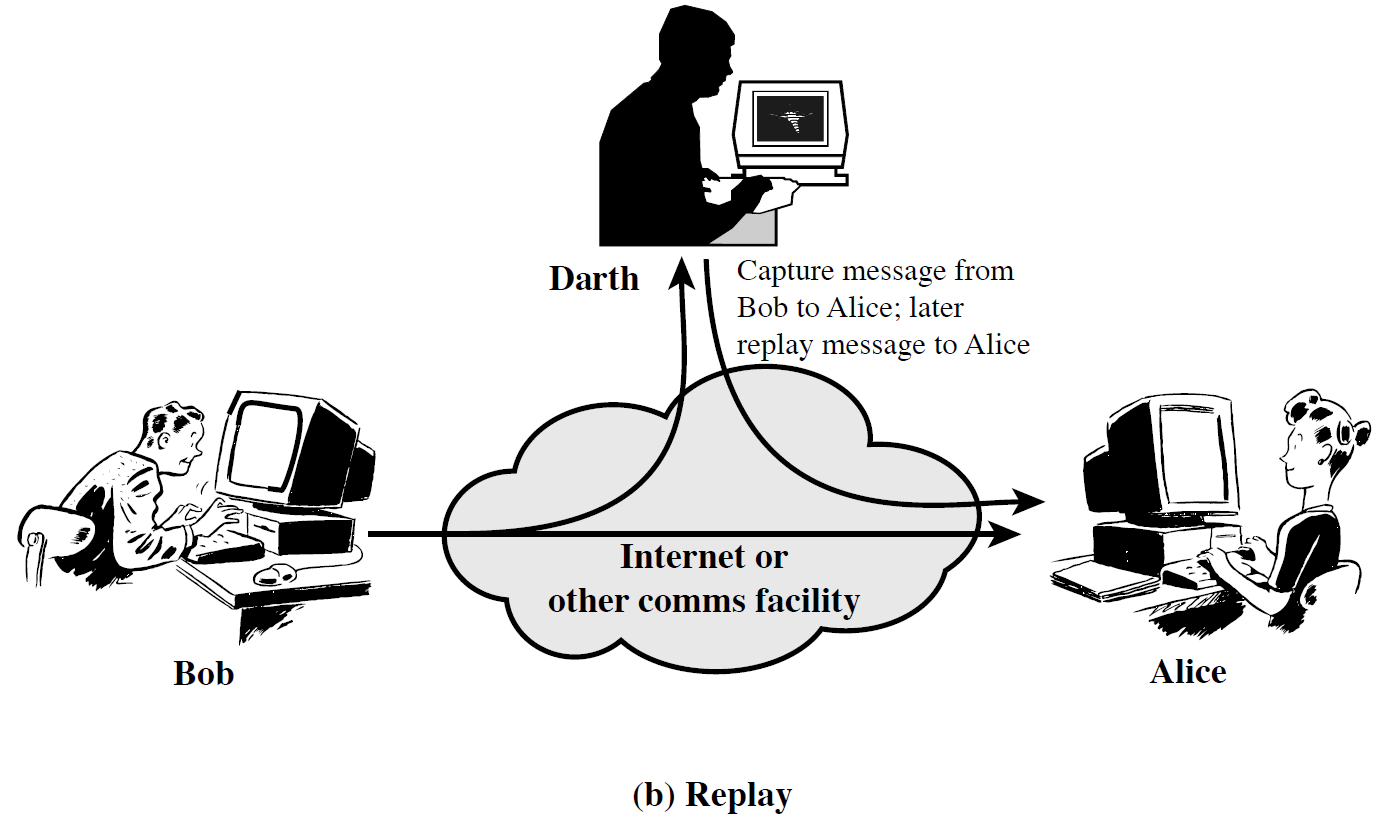 Darth
Capture message from
Bob to Alice; later
replay message to Alice
Internet or
other comms facility
Bob
Alice
(b) Replay